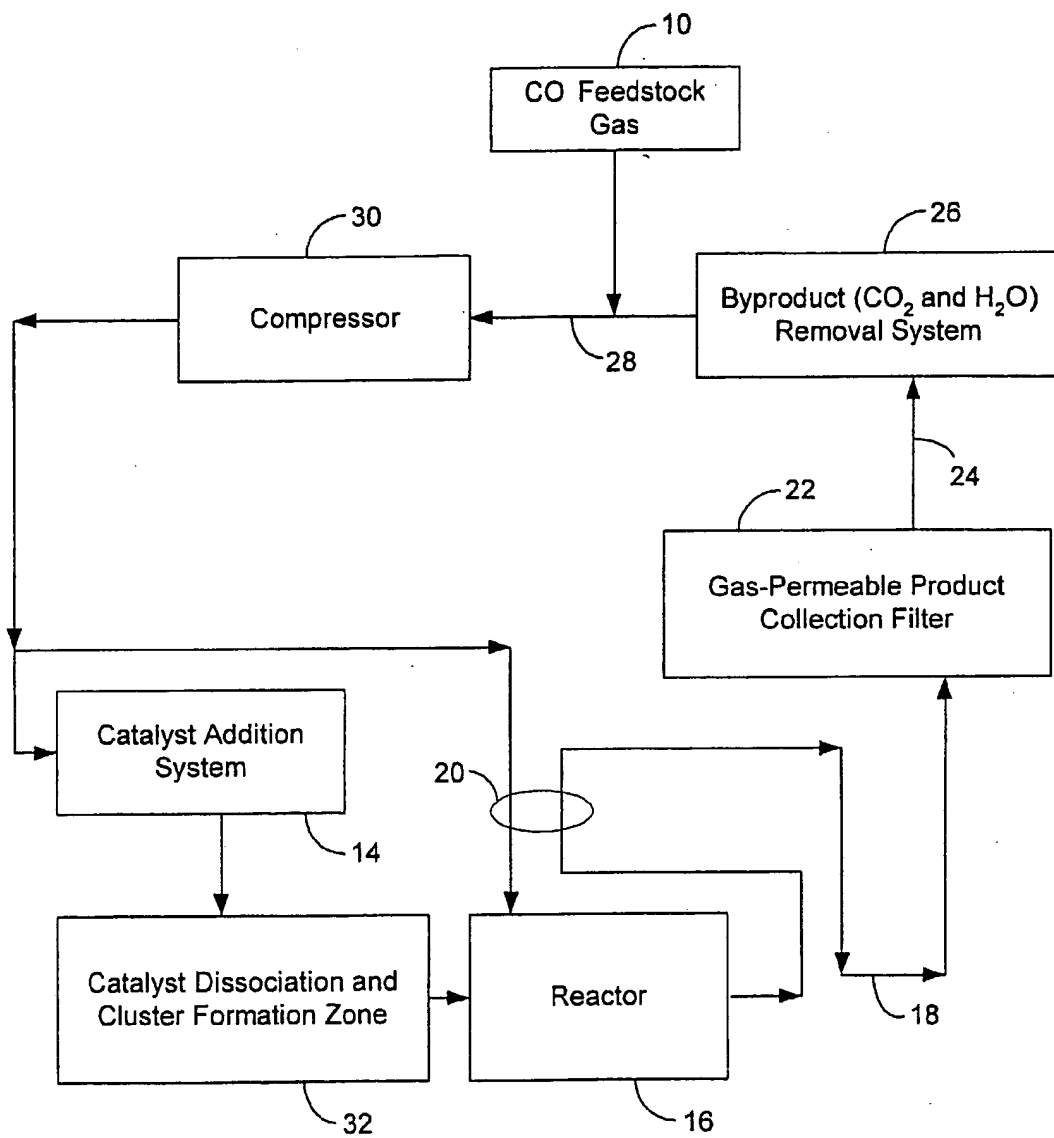 10
CO Feedstock
Gas
30
26
Compressor
Byproduct (CO₂ and H₂O)
Removal System
28
24
22
Gas-Permeable Product
Collection Filter
Catalyst Addition
System
20
14
Catalyst Dissociation and
Cluster Formation Zone
Reactor
18
32
16